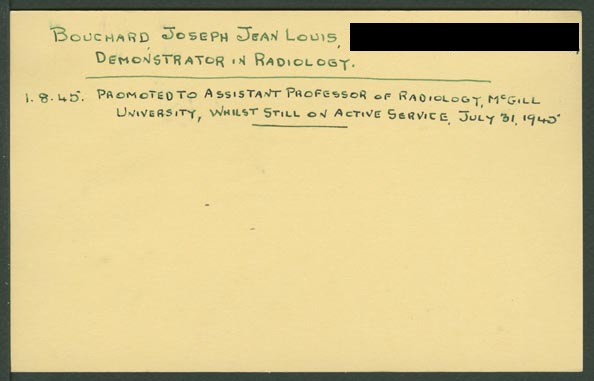 BOUCHARD JOSEPH JEAN LOUIS,
DEMONSTRATOR IN RADIOLOGY.
1.8.45. PROMOTED TO ASSISTANT PROFESSOR OF RADIOLOGY, McGILL
UNIVERSITY, WHILST STILL ON ACTIVE SERVICE, JULY 31, 1945